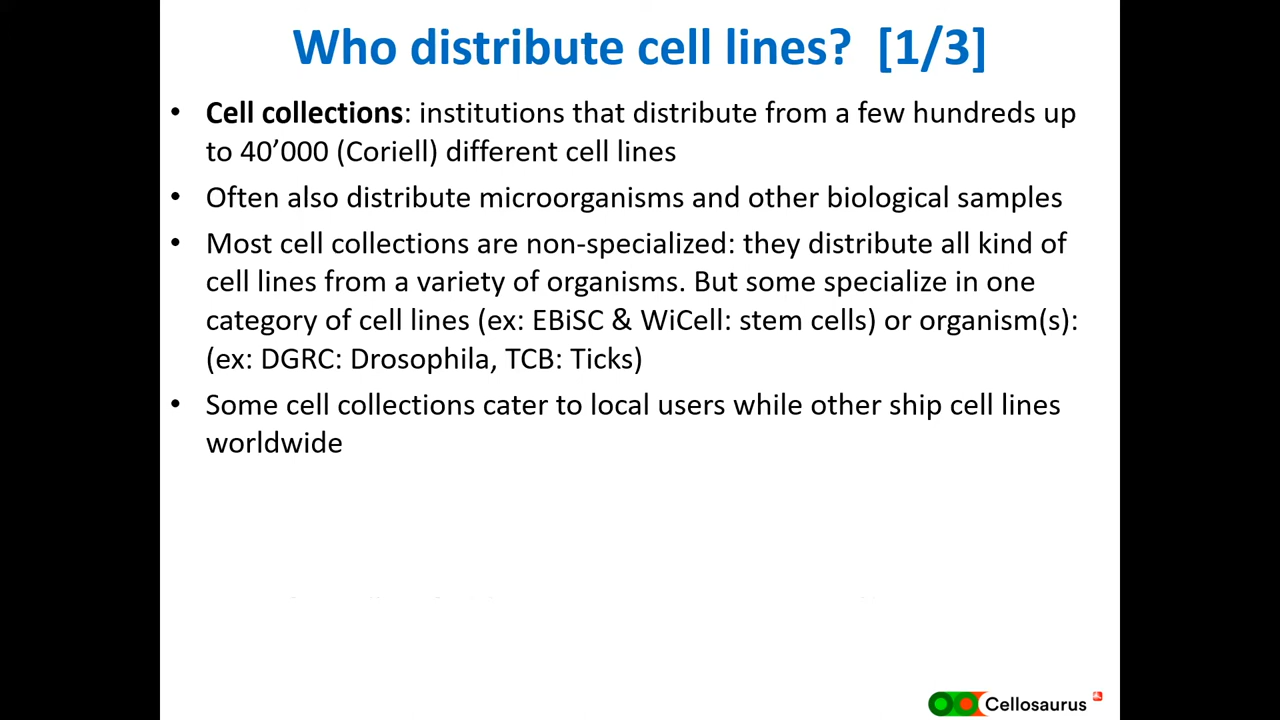 Who distribute cell lines? [1/3]
• Cell collections: institutions that distribute from a few hundreds up
to 40’000 (Coriell) different cell lines
• Often also distribute microorganisms and other biological samples
• Most cell collections are non-specialized: they distribute all kind of
cell lines from a variety of organisms. But some specialize in one
category of cell lines (ex: EBiSC & WiCell: stem cells) or organism(s):
(ex: DGRC: Drosophila, TCB: Ticks)
• Some cell collections cater to local users while other ship cell lines
worldwide
Cellosaurus